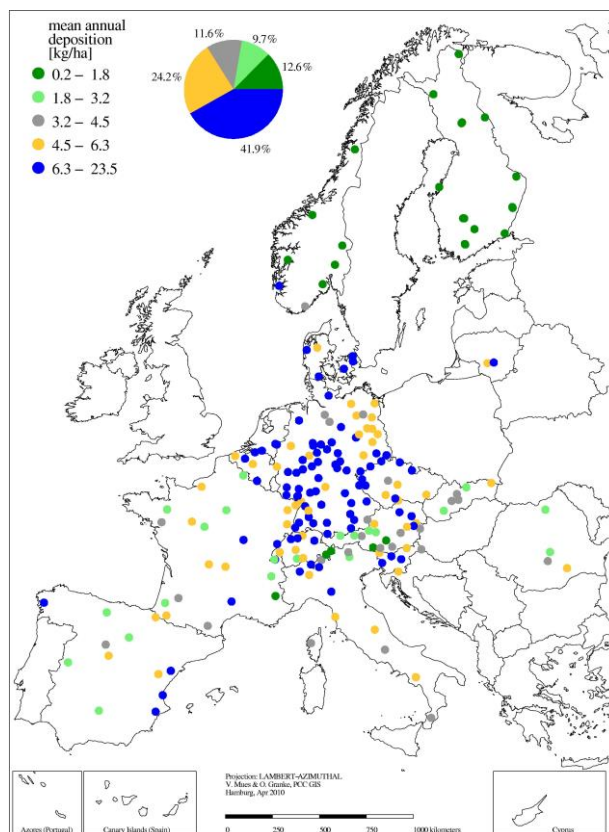 mean annual
deposition
[kg/ha]
0.2 – 1.8
1.8 – 3.2
3.2 – 4.5
4.5 – 6.3
6.3 – 23.5
11.6%
9.7%
12.6%
24.2%
41.9%
Projection: LAMBERT-AZIMUTHAL
V. Mues & O. Granke, PCC GIS
Hamburg, Apr 2010
Azores (Portugal)
Canary Islands (Spain)
Cyprus
0 250 500 750 1000 kilometers